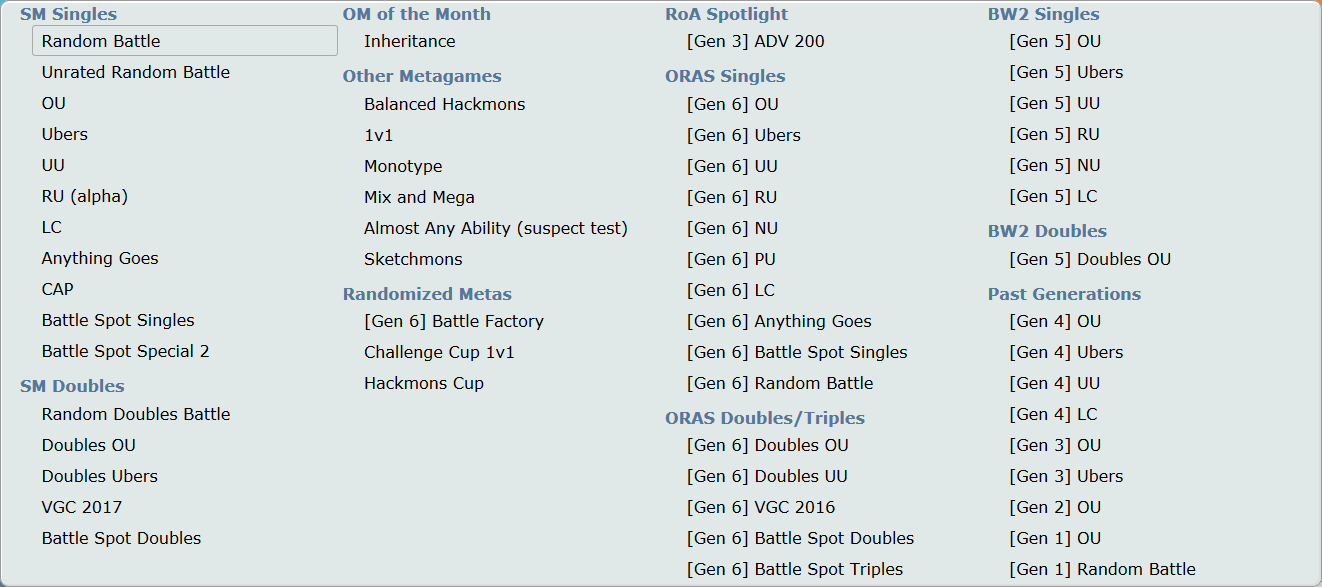 SM Singles
Random Battle
Unrated Random Battle
OU
Ubers
UU
RU (alpha)
LC
Anything Goes
CAP
Battle Spot Singles
Battle Spot Special 2
SM Doubles
Random Doubles Battle
Doubles OU
Doubles Ubers
VGC 2017
Battle Spot Doubles
OM of the Month
Inheritance
Other Metagames
Balanced Hackmons
1v1
Monotype
Mix and Mega
Almost Any Ability (suspect test)
Sketchmons
Randomized Metas
[Gen 6] Battle Factory
Challenge Cup 1v1
Hackmons Cup
RoA Spotlight
[Gen 3] ADV 200
ORAS Singles
[Gen 6] OU
[Gen 6] Ubers
[Gen 6] UU
[Gen 6] RU
[Gen 6] NU
[Gen 6] PU
[Gen 6] LC
[Gen 6] Anything Goes
[Gen 6] Battle Spot Singles
[Gen 6] Random Battle
ORAS Doubles/Triples
[Gen 6] Doubles OU
[Gen 6] Doubles UU
[Gen 6] VGC 2016
[Gen 6] Battle Spot Doubles
[Gen 6] Battle Spot Triples
BW2 Singles
[Gen 5] OU
[Gen 5] Ubers
[Gen 5] UU
[Gen 5] RU
[Gen 5] NU
[Gen 5] LC
BW2 Doubles
[Gen 5] Doubles OU
Past Generations
[Gen 4] OU
[Gen 4] Ubers
[Gen 4] UU
[Gen 4] LC
[Gen 3] OU
[Gen 3] Ubers
[Gen 2] OU
[Gen 1] OU
[Gen 1] Random Battle